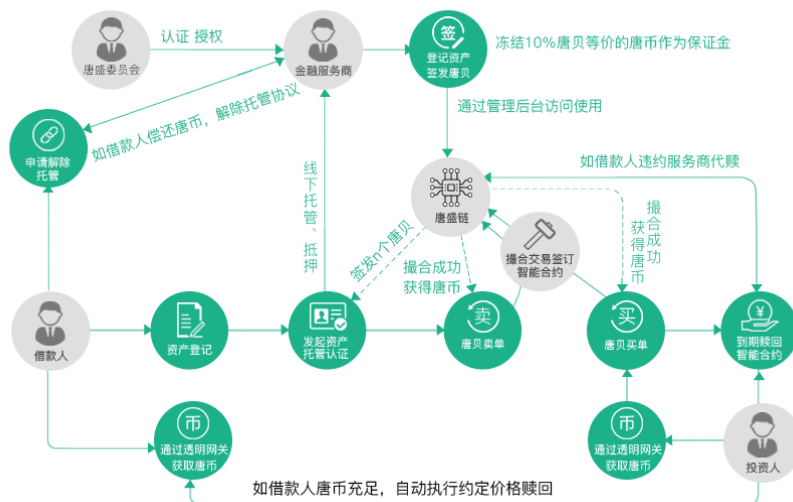 认证 授权
签
冻结10%唐贝等价的唐币作为保证金
唐盛委员会
金融服务商
登记资产
签发唐贝
如借款人偿还唐币，解除托管协议
通过管理后台访问使用
申请解除
托管
线下托管、抵押
如借款人违约服务商代赎
唐盛链
撮合成功
获得唐币
签发n个唐贝
撮合交易签订
智能合约
撮合成功
获得唐币
卖
买
¥
借款人
资产登记
发起资产
托管认证
唐贝卖单
唐贝买单
到期赎回
智能合约
币
币
通过透明网关
获取唐币
通过透明网关
获取唐币
投资人
如借款人唐币充足，自动执行约定价格赎回